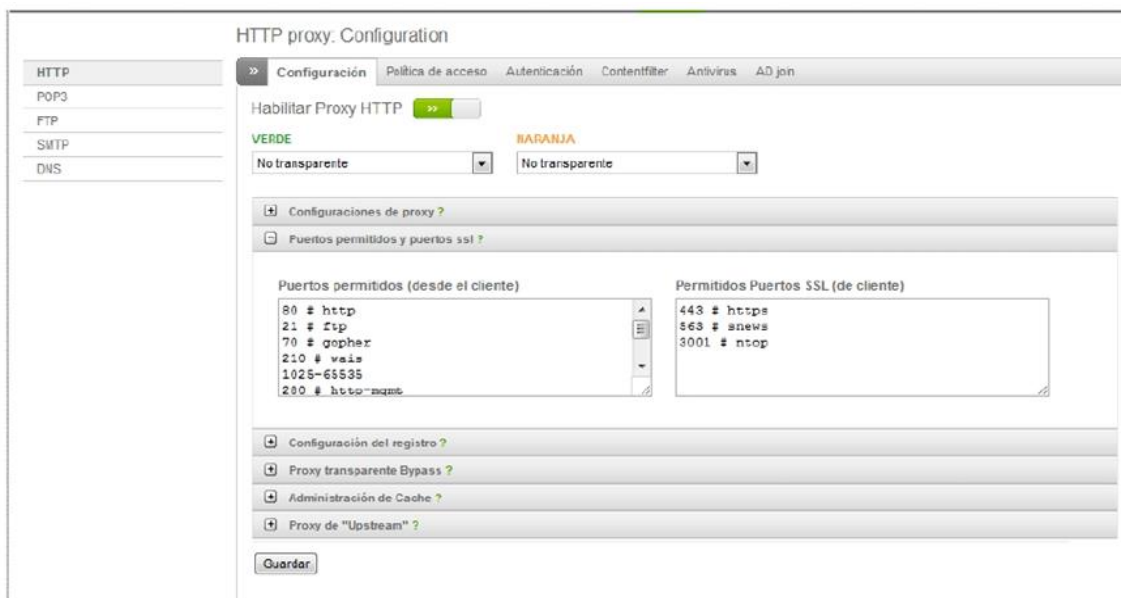 HTTP proxy: Configuration
HTTP
POP3
FTP
SMTP
DNS
» Configuración Política de acceso Autenticación Contentfilter Antivirus AD join
Habilitar Proxy HTTP »
VERDE NARANJA
No transparente No transparente
Configuraciones de proxy ?
Puertos permitidos y puertos ssl ?
Puertos permitidos (desde el cliente) Permitidos Puertos SSL (de cliente)
80 # http 443 # https
21 # ftp 563 # snews
70 # gopher 3001 # ntop
210 # wais
1025-65535
280 # http-mgmt
Configuración del registro ?
Proxy transparente Bypass ?
Administración de Cache ?
Proxy de "Upstream" ?
Guardar